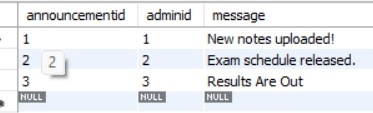 announcementid adminid message
1 1 New notes uploaded!
2 2 2 Exam schedule released.
3 3 Results Are Out
NULL NULL NULL